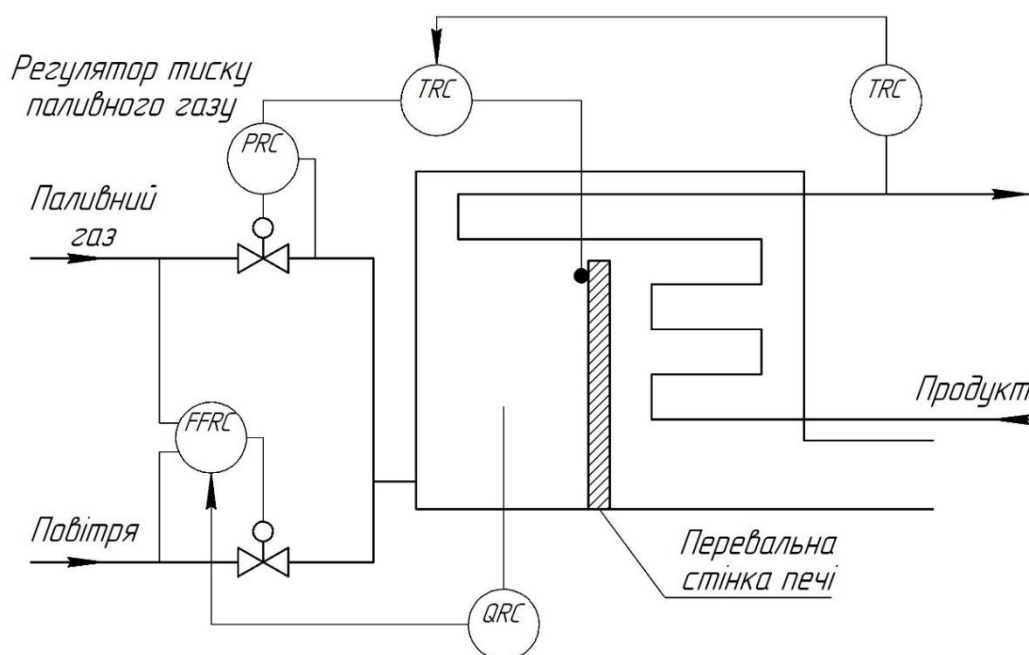 Регулятор тиску
паливного газу
TRC
TRC
PRC
Паливний
газ
Продукт
FFRC
Повітря
Перевальна
стінка печі
QRC